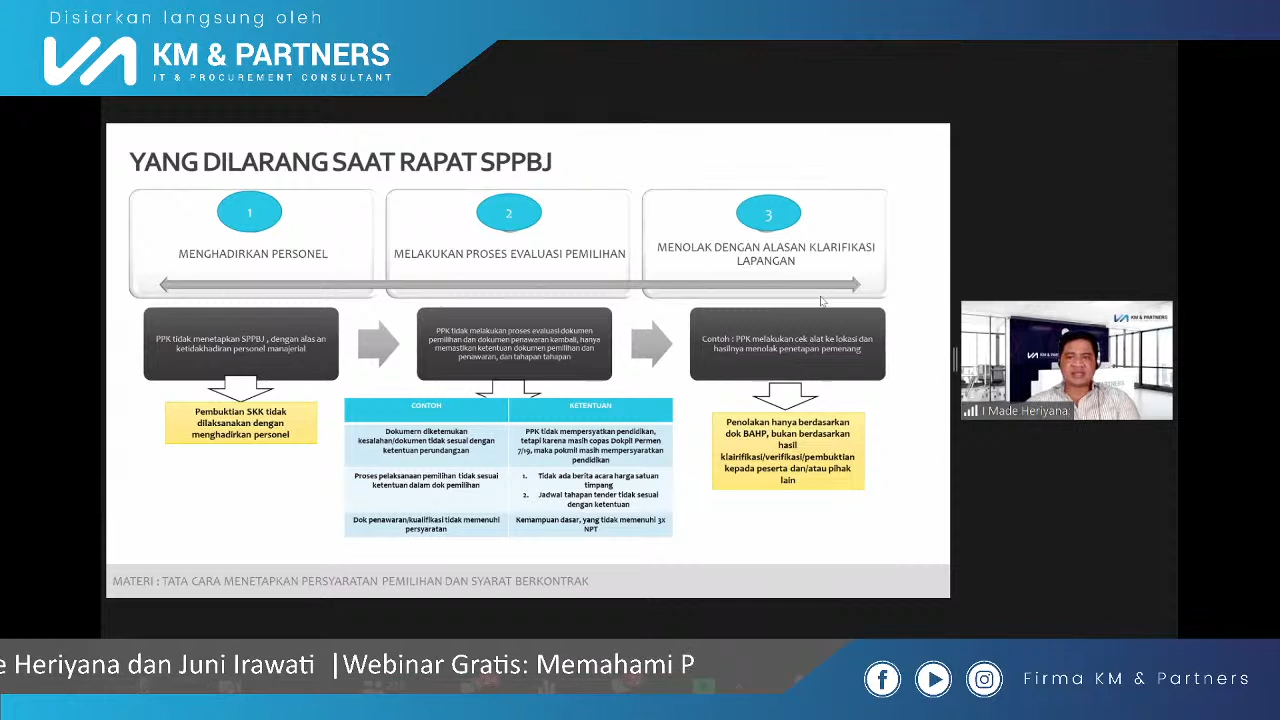 Disiarkan langsung oleh
KM & PARTNERS
IT & PROCUREMENT CONSULTANT
YANG DILARANG SAAT RAPAT SPPBJ
1
MENGHADIRKAN PERSONEL
2
MELAKUKAN PROSES EVALUASI PEMILIHAN
3
MENOLAK DENGAN ALASAN KLARIFIKASI
LAPANGAN
PPK tidak menetapkan SPPBJ , dengan alas an
ketidakhadiran personel manajerial
PPK tidak melakukan proses evaluasi dokumen
pemilihan dan dokumen penawaran kembali, hanya
memastikan ketentuan dokumen pemilihan dan
penawaran, dan tahapan tahapan
Contoh : PPK melakukan cek alat ke lokasi dan
hasilnya menolak penetapan pemenang
Pembuktian SKK tidak
dilaksanakan dengan
menghadirkan personel
CONTOH
KETENTUAN
Dokumern diketemukan
kesalahan/dokumen tidak sesuai dengan
ketentuan perundang2an
PPK tidak mempersyatkan pendidikan,
tetapi karena masih copas Dokpil Permen
7/19, maka pokmil masih mempersyaratkan
pendidikan
Proses pelaksanaan pemilihan tidak sesuai
ketentuan dalam dok pemilihan
1. Tidak ada berita acara harga satuan
timpang
2. Jadwal tahapan tender tidak sesuai
dengan ketentuan
Dok penawaran/kualifikasi tidak memenuhi
persyaratan
Kemampuan dasar, yang tidak memenuhi 3x
NPT
Penolakan hanya berdasarkan
dok BAHP, bukan berdasarkan
hasil
klairifikasi/verifikasi/pembuktian
kepada peserta dan/atau pihak
lain
MATERI : TATA CARA MENETAPKAN PERSYARATAN PEMILIHAN DAN SYARAT BERKONTRAK
KM & PARTNERS
I Made Heriyana:
e Heriyana dan Juni Irawati |Webinar Gratis: Memahami P
Firma KM & Partners